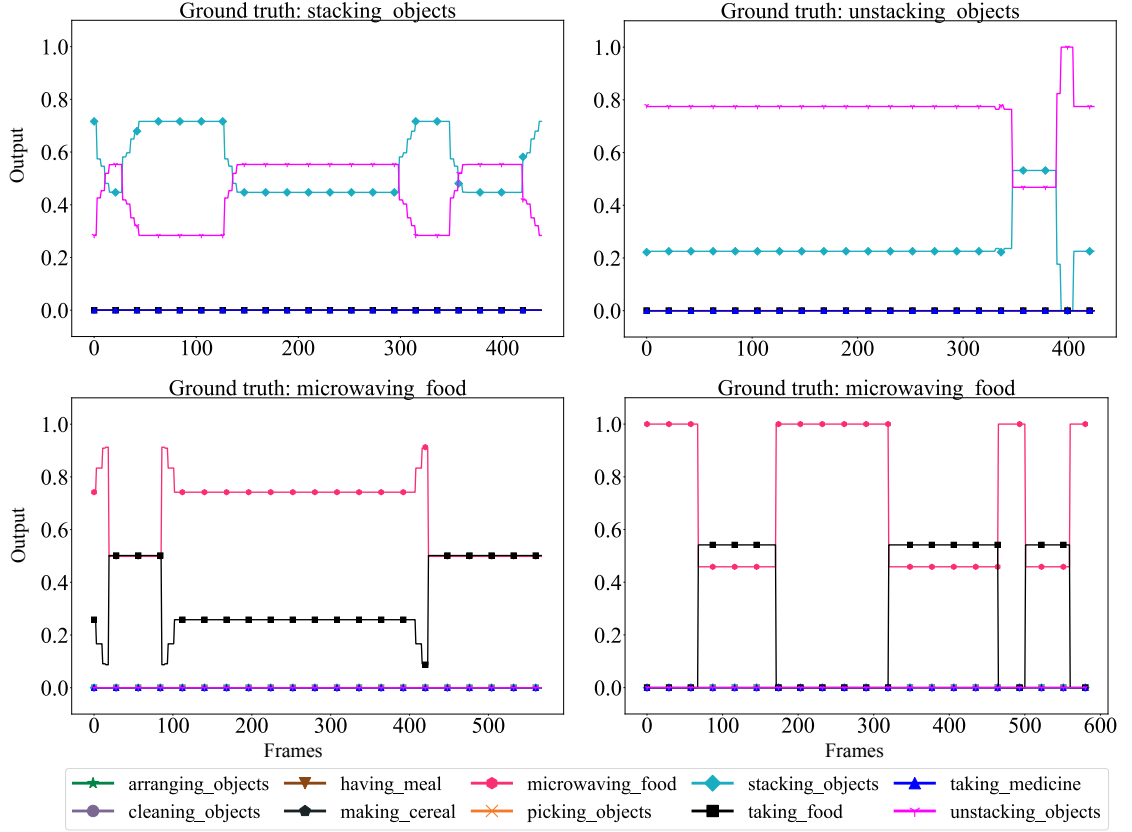 Ground truth: stacking_objects
Ground truth: unstacking_objects
Output
1.0
0.8
0.6
0.4
0.2
0.0
0 100 200 300 400
1.0
0.8
0.6
0.4
0.2
0.0
0 100 200 300 400
Ground truth: microwaving_food
Ground truth: microwaving_food
Output
1.0
0.8
0.6
0.4
0.2
0.0
0 100 200 300 400 500
Frames
1.0
0.8
0.6
0.4
0.2
0.0
0 100 200 300 400 500 600
Frames
arranging_objects having_meal microwaving_food stacking_objects taking_medicine
cleaning_objects making_cereal picking_objects taking_food unstacking_objects